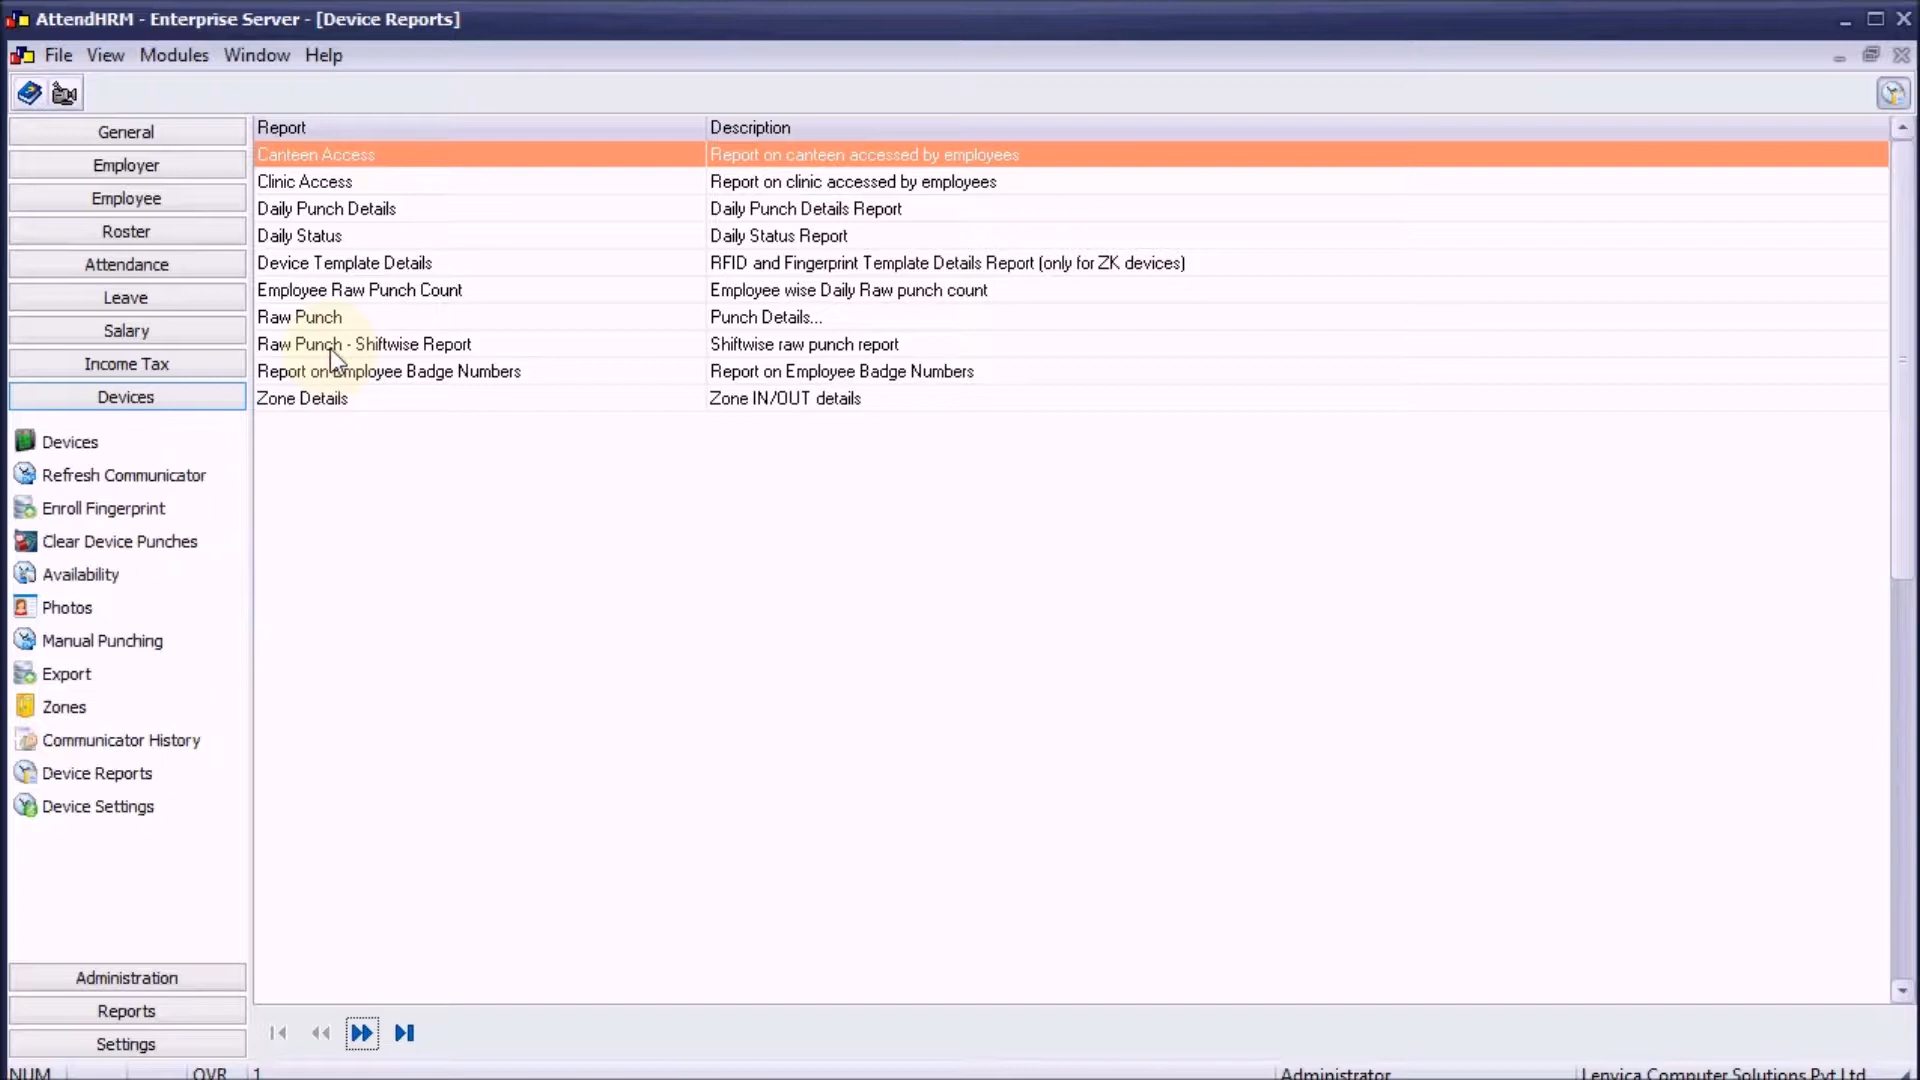 AttendHRM - Enterprise Server - [Device Reports]
File View Modules Window Help
General
Employer
Employee
Roster
Attendance
Leave
Salary
Income Tax
Devices
Devices
Refresh Communicator
Enroll Fingerprint
Clear Device Punches
Availability
Photos
Manual Punching
Export
Zones
Communicator History
Device Reports
Device Settings
Administration
Reports
Settings
Report Description
Canteen Access Report on canteen accessed by employees
Clinic Access Report on clinic accessed by employees
Daily Punch Details Daily Punch Details Report
Daily Status Daily Status Report
Device Template Details RFID and Fingerprint Template Details Report (only for ZK devices)
Employee Raw Punch Count Employee wise Daily Raw punch count
Raw Punch Punch Details...
Raw Punch - Shiftwise Report Shiftwise raw punch report
Report on Employee Badge Numbers Report on Employee Badge Numbers
Zone Details Zone IN/OUT details
NUM OVR 1 Administrator Lenvica Computer Solutions Pvt Ltd